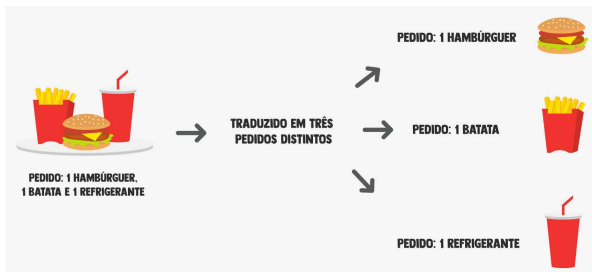 PEDIDO: 1 HAMBÚRGUER,
1 BATATA E 1 REFRIGERANTE
TRADUZIDO EM TRÊS
PEDIDOS DISTINTOS
PEDIDO: 1 HAMBÚRGUER
PEDIDO: 1 BATATA
PEDIDO: 1 REFRIGERANTE